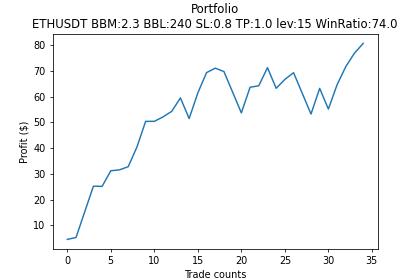 Portfolio
ETHUSDT BBM:2.3 BBL:240 SL:0.8 TP:1.0 lev:15 WinRatio:74.0
80
70
60
50
40
30
20
10
Profit ($)
0 5 10 15 20 25 30 35
Trade counts